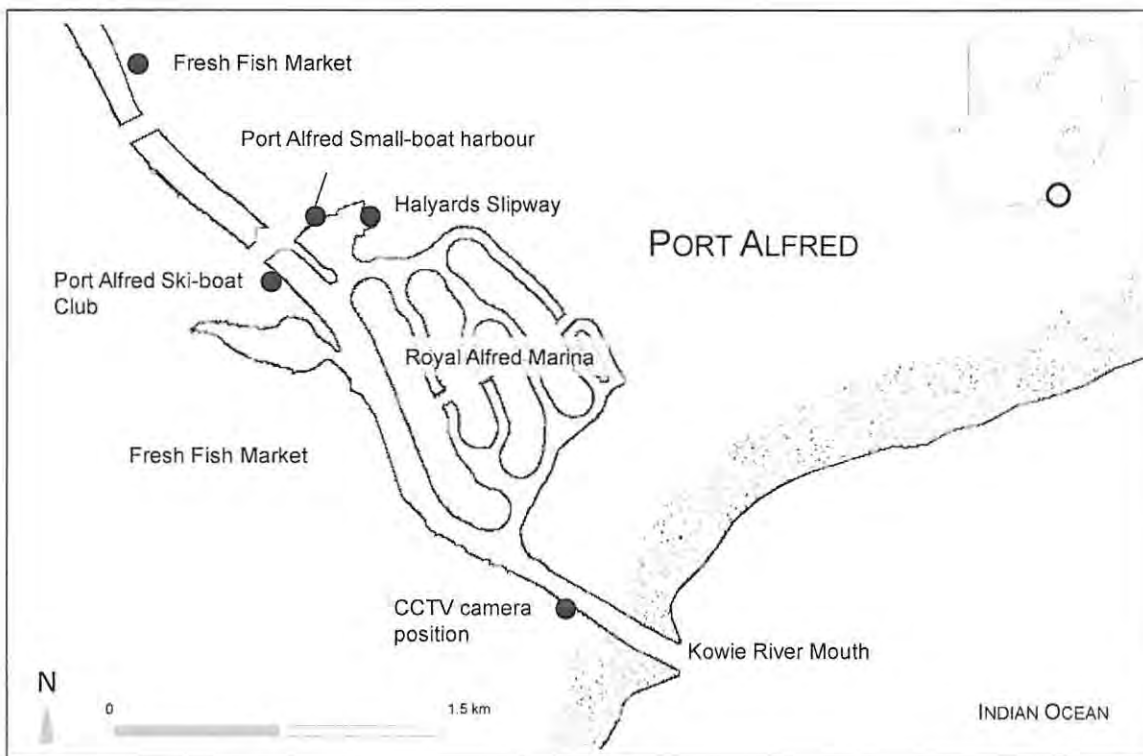 Fresh Fish Market
Port Alfred Small-boat harbour
Halyards Slipway
PORT ALFRED
Port Alfred Ski-boat
Club
Royal Alfred Marina
Fresh Fish Market
CCTV camera
position
Kowie River Mouth
N
0
1.5 km
INDIAN OCEAN